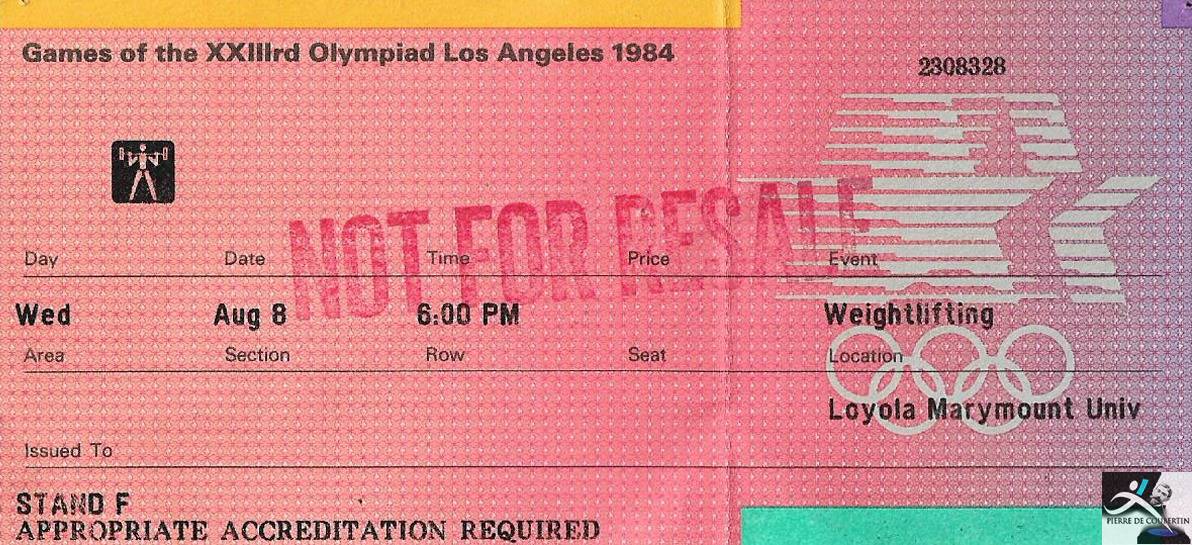 Games of the XXIIIrd Olympiad Los Angeles 1984
2308328
NOT FOR RESALE
Day Date Time Price Event
Wed Aug 8 6:00 PM Weightlifting
Area Section Row Seat Location
Loyola Marymount Univ
Issued To
STAND F
APPROPRIATE ACCREDITATION REQUIRED
PIERRE DE COUBERTIN